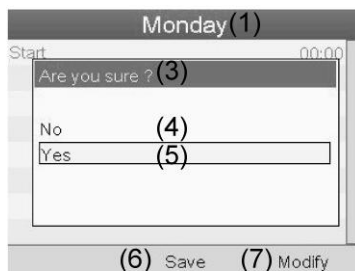 Monday(1)
Start 00:00
Are you sure ?(3)
No (4)
Yes (5)
(6) Save (7) Modify